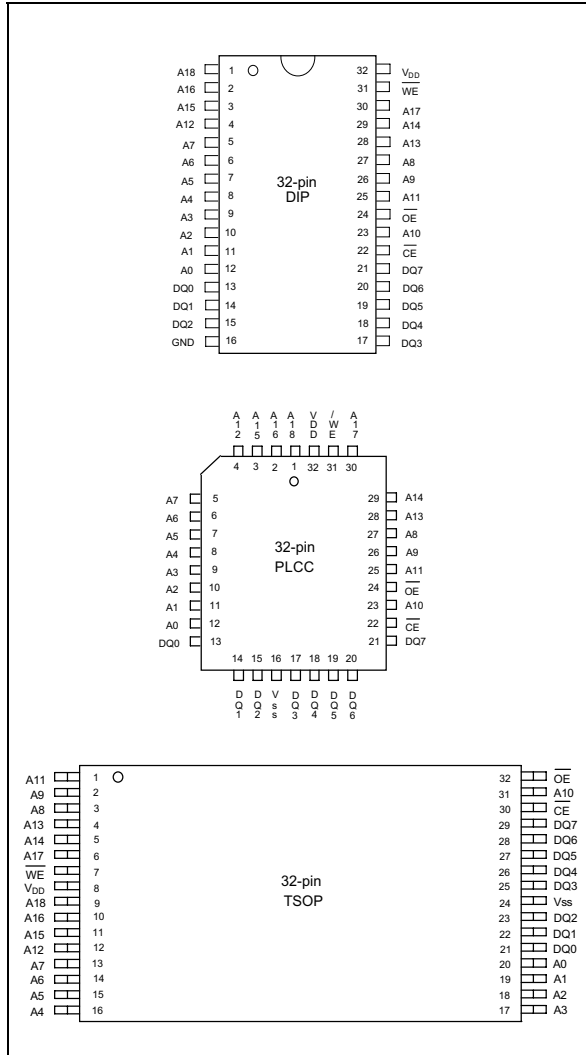 A18 1 32 VDD
A16 2 31 WE
A15 3 30 A17
A12 4 29 A14
A7 5 28 A13
A6 6 27 A8
A5 7 26 A9
A4 8 25 A11
A3 9 24 OE
A2 10 23 A10
A1 11 22 CE
A0 12 21 DQ7
DQ0 13 20 DQ6
DQ1 14 19 DQ5
DQ2 15 18 DQ4
GND 16 17 DQ3
32-pin
DIP
A12 A15 A16 A18 VDD /WE A17
4 3 2 1 32 31 30
A7 5 29 A14
A6 6 28 A13
A5 7 27 A8
A4 8 26 A9
A3 9 25 A11
A2 10 24 OE
A1 11 23 A10
A0 12 22 CE
DQ0 13 21 DQ7
32-pin
PLCC
14 15 16 17 18 19 20
DQ1 DQ2 Vss DQ3 DQ4 DQ5 DQ6
A11 1 32 OE
A9 2 31 A10
A8 3 30 CE
A13 4 29 DQ7
A14 5 28 DQ6
A17 6 27 DQ5
WE 7 26 DQ4
VDD 8 25 DQ3
A18 9 24 Vss
A16 10 23 DQ2
A15 11 22 DQ1
A12 12 21 DQ0
A7 13 20 A0
A6 14 19 A1
A5 15 18 A2
A4 16 17 A3
32-pin
TSOP